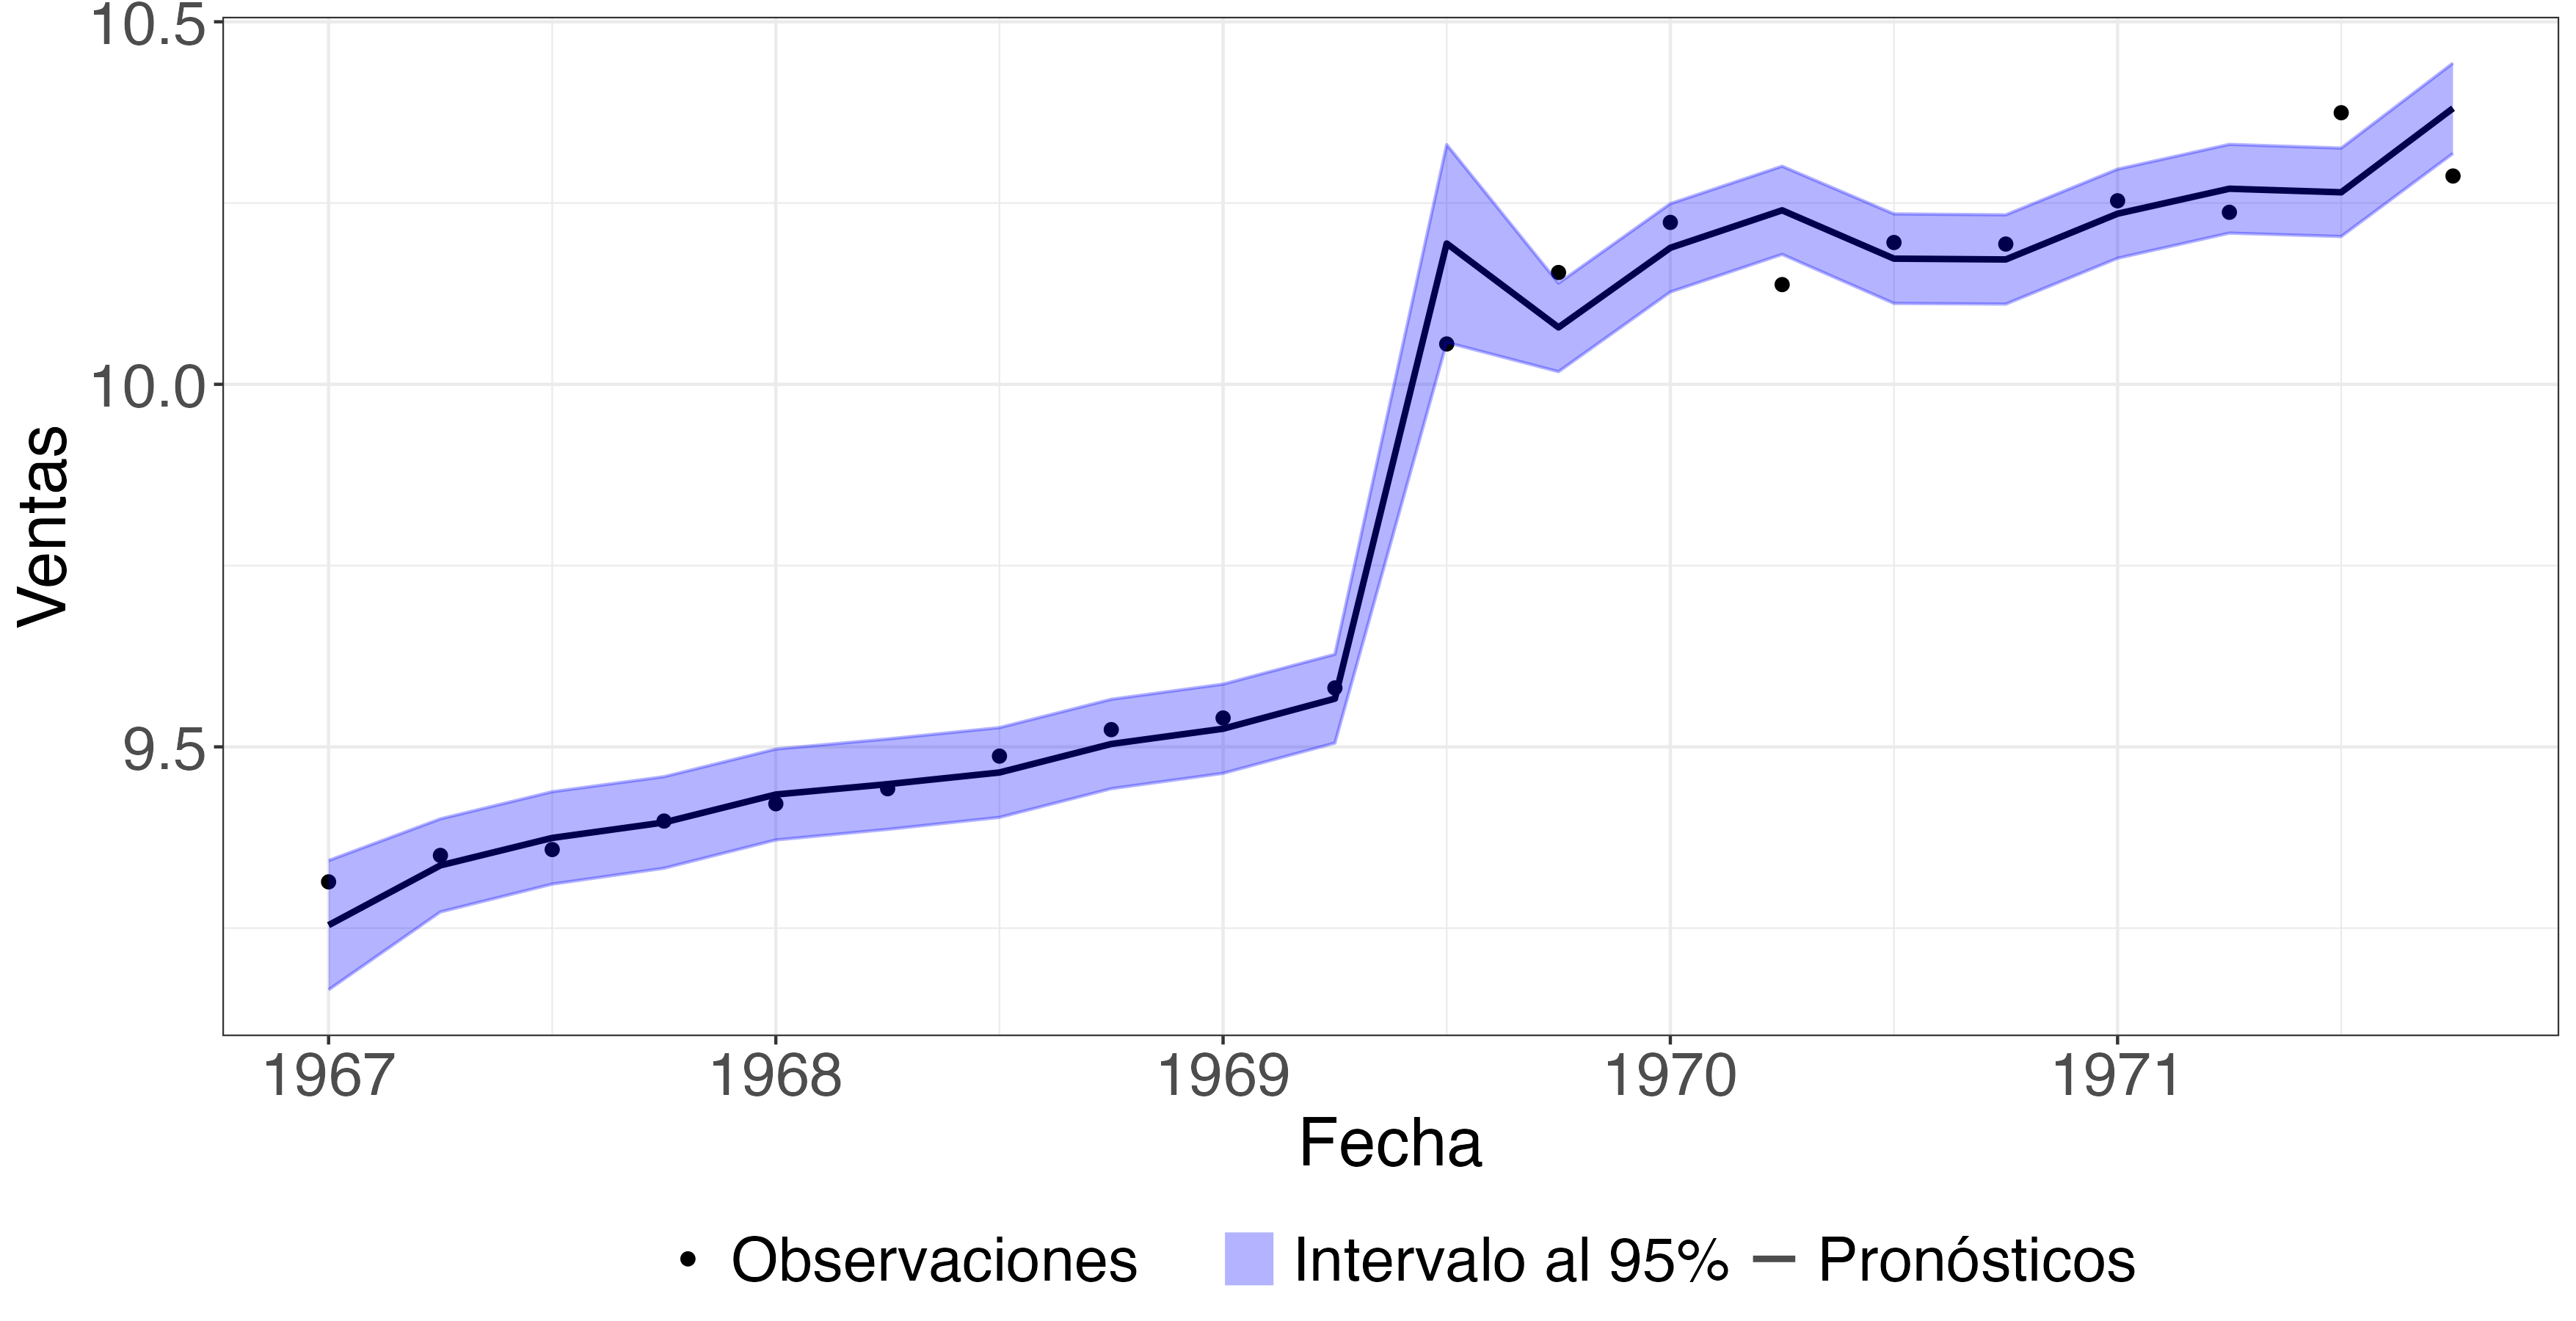 10.5
10.0
9.5
Ventas
1967 1968 1969 1970 1971
Fecha
Observaciones Intervalo al 95% Pronósticos